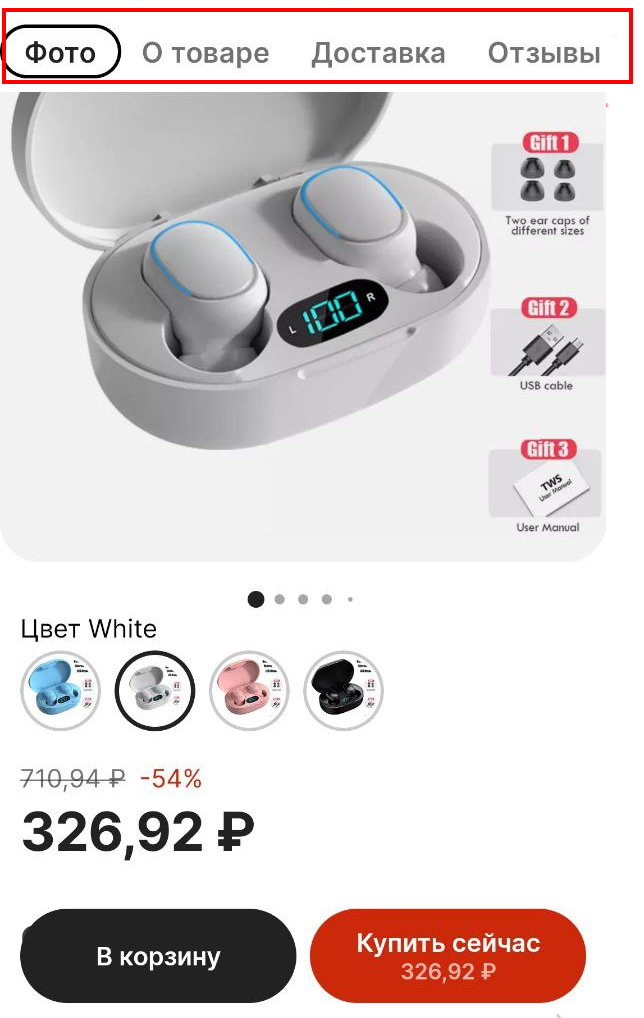 Фото О товаре Доставка Отзывы
Gift 1
Two ear caps of
different sizes
L 100 R
Gift 2
USB cable
Gift 3
TWS
User Manual
User Manual
Цвет White
710,94 ₽ -54%
326,92 ₽
В корзину
Купить сейчас
326,92 ₽